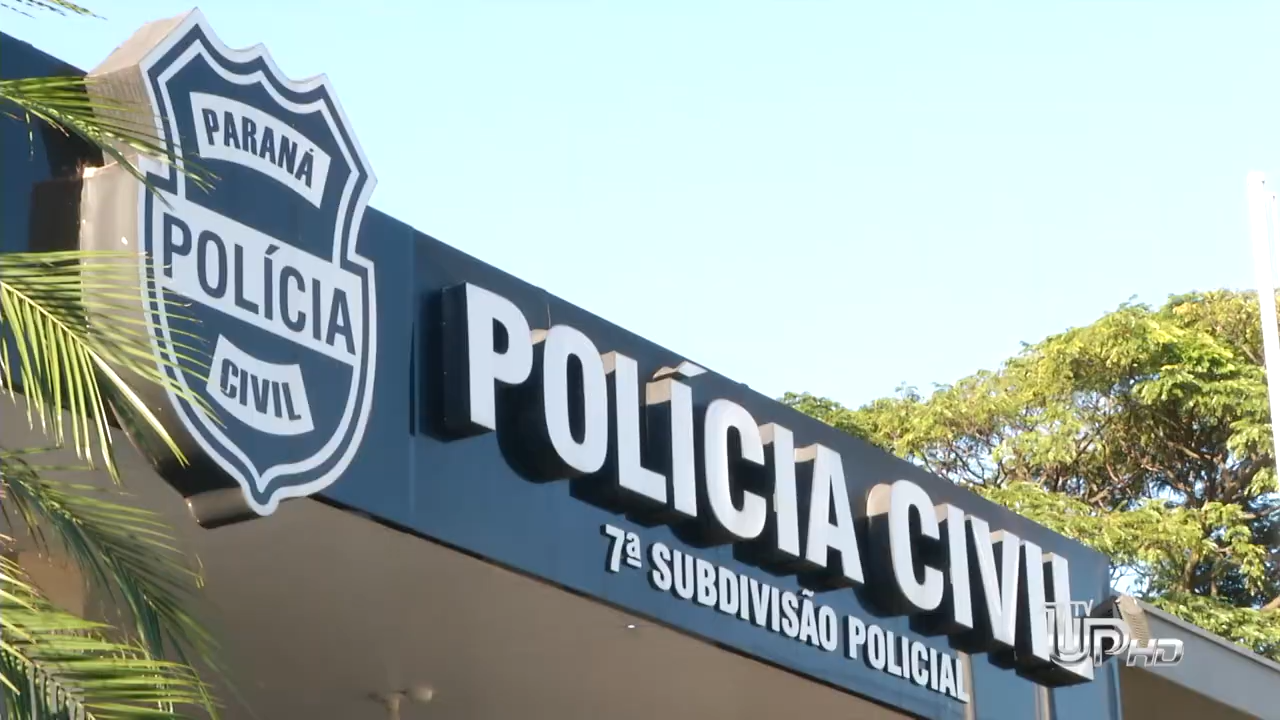 PARANÁ
POLÍCIA
CIVIL
POLÍCIA CIVIL
7ª SUBDIVISÃO POLICIAL
TV
UP HD